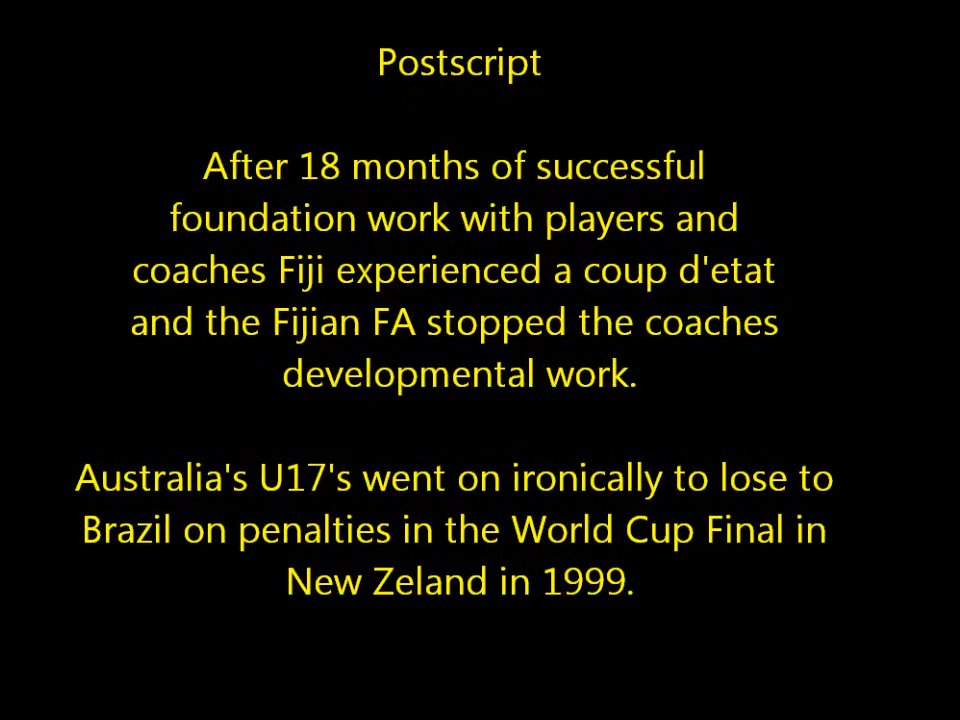 Postscript
After 18 months of successful
foundation work with players and
coaches Fiji experienced a coup d'etat
and the Fijian FA stopped the coaches
developmental work.
Australia's U17's went on ironically to lose to
Brazil on penalties in the World Cup Final in
New Zeland in 1999.